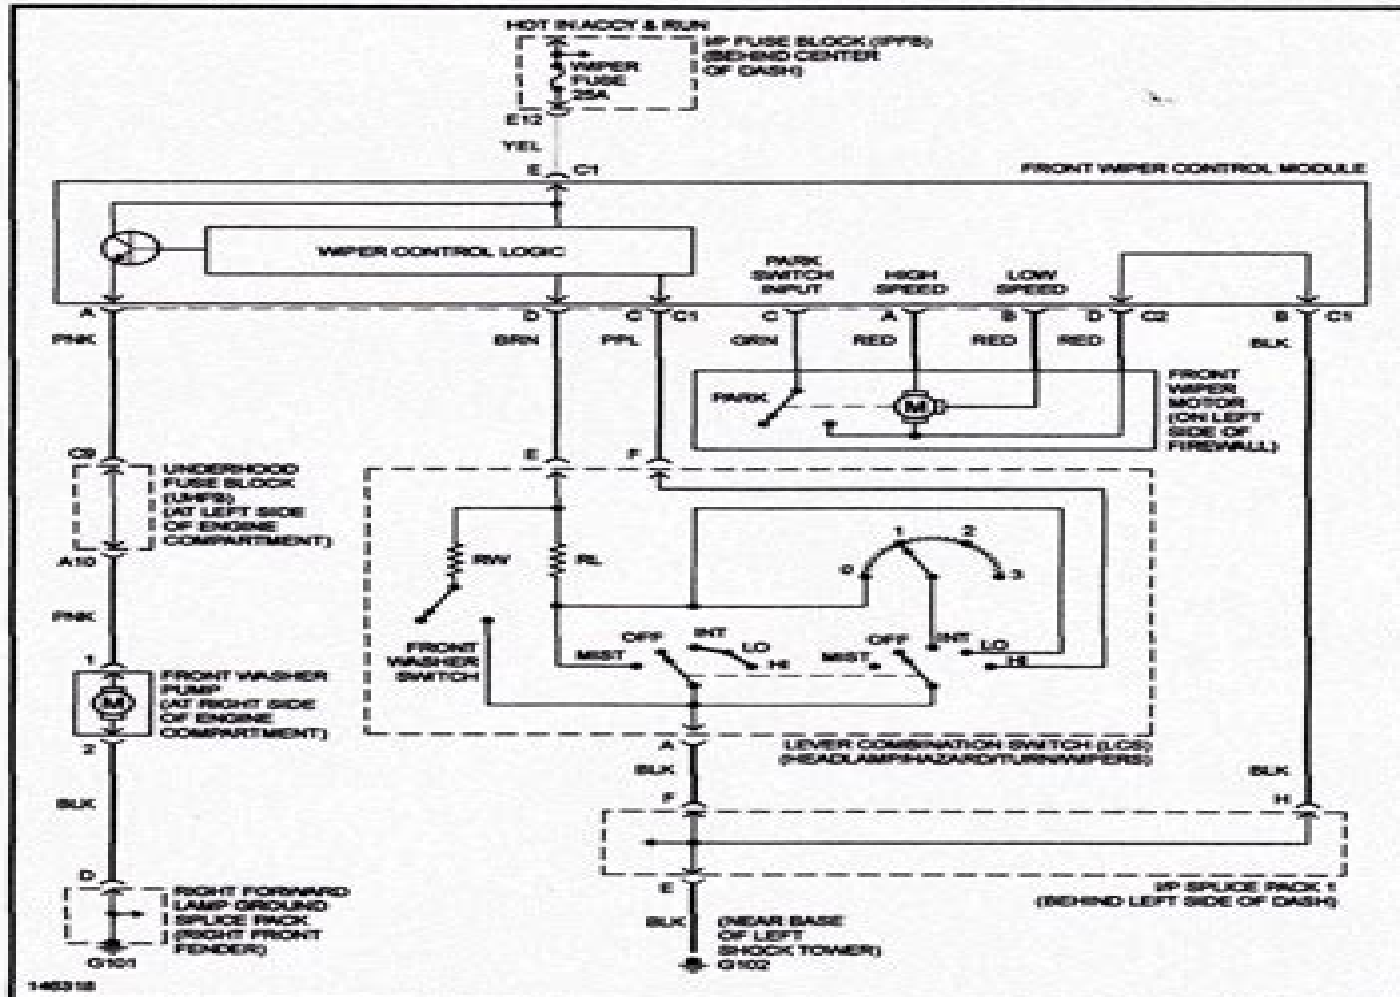 HOT IN ACCY & RUN
I/P FUSE BLOCK (IPFB)
(BEHIND CENTER
OF DASH)
WIPER
FUSE
25A
E12
YEL
E C1
FRONT WIPER CONTROL MODULE
WIPER CONTROL LOGIC
PARK
SWITCH
INPUT
HIGH
SPEED
LOW
SPEED
A D C C1 C A B D C2 B C1
PNK BRN PPL GRN RED RED RED BLK
PARK
M
FRONT
WIPER
MOTOR
(ON LEFT
SIDE OF
FIREWALL)
C9 E F
UNDERHOOD
FUSE BLOCK
(UHFB)
(AT LEFT SIDE
OF ENGINE
COMPARTMENT)
A10
PNK
RW RL
0 1 2 3
FRONT
WASHER
SWITCH
MIST OFF INT LO HI
MIST OFF INT LO HI
1
M
2
FRONT WASHER
PUMP
(AT RIGHT SIDE
OF ENGINE
COMPARTMENT)
A
LEVER COMBINATION SWITCH (LCS)
(HEADLAMP/HAZARD/TURN/WIPERS)
BLK BLK BLK
F H
D
RIGHT FORWARD
LAMP GROUND
SPLICE PACK
(RIGHT FRONT
FENDER)
G101
E
I/P SPLICE PACK 1
(BEHIND LEFT SIDE OF DASH)
BLK
(NEAR BASE
OF LEFT
SHOCK TOWER)
G102
146318